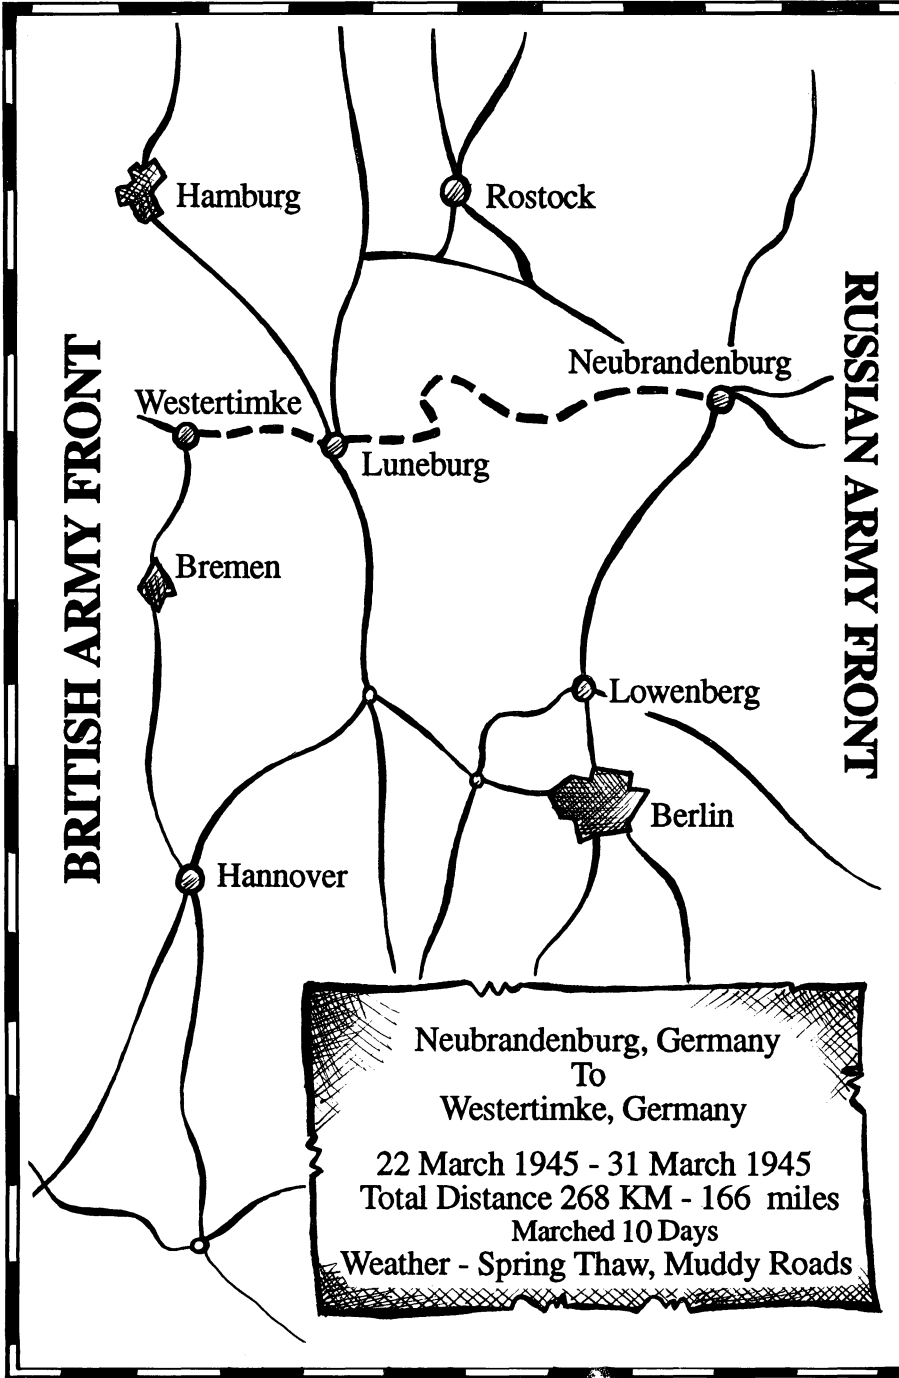 Hamburg
Rostock
RUSSIAN ARMY FRONT
BRITISH ARMY FRONT
Neubrandenburg
Westertimke
Luneburg
Bremen
Lowenberg
Berlin
Hannover
Neubrandenburg, Germany
To
Westertimke, Germany
22 March 1945 - 31 March 1945
Total Distance 268 KM - 166 miles
Marched 10 Days
Weather - Spring Thaw, Muddy Roads